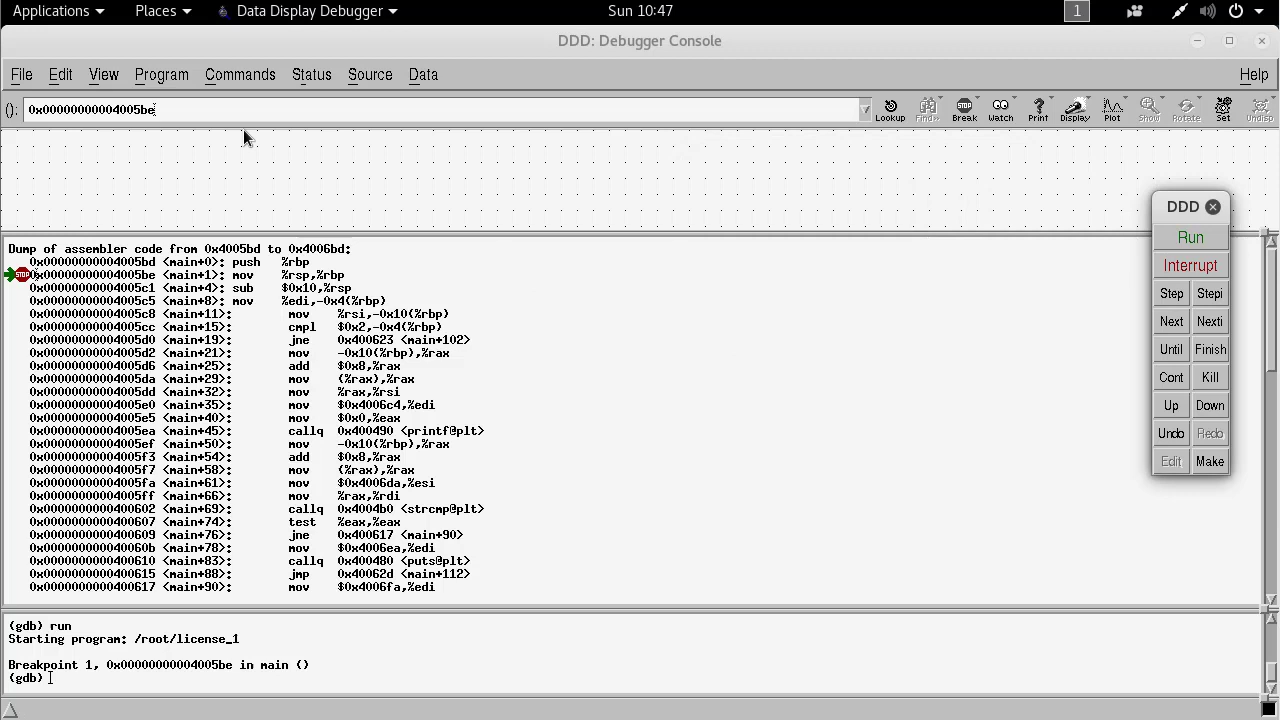 Applications Places Data Display Debugger Sun 10:47 1
DDD: Debugger Console
File Edit View Program Commands Status Source Data Help
(): 0x00000000004005be Lookup Find» Break Watch Print Display Plot Show Rotate Set Undisp
STOP
DDD
Run
Interrupt
Step Stepi
Next Nexti
Until Finish
Cont Kill
Up Down
Undo Redo
Edit Make
Dump of assembler code from 0x4005bd to 0x4006bd:
0x00000000004005bd <main+0>: push %rbp
STOP 0x00000000004005be <main+1>: mov %rsp,%rbp
0x00000000004005c1 <main+4>: sub $0x10,%rsp
0x00000000004005c5 <main+8>: mov %edi,-0x4(%rbp)
0x00000000004005c8 <main+11>: mov %rsi,-0x10(%rbp)
0x00000000004005cc <main+15>: cmpl $0x2,-0x4(%rbp)
0x00000000004005d0 <main+19>: jne 0x400623 <main+102>
0x00000000004005d2 <main+21>: mov -0x10(%rbp),%rax
0x00000000004005d6 <main+25>: add $0x8,%rax
0x00000000004005da <main+29>: mov (%rax),%rax
0x00000000004005dd <main+32>: mov %rax,%rsi
0x00000000004005e0 <main+35>: mov $0x4006c4,%edi
0x00000000004005e5 <main+40>: mov $0x0,%eax
0x00000000004005ea <main+45>: callq 0x400490 <printf@plt>
0x00000000004005ef <main+50>: mov -0x10(%rbp),%rax
0x00000000004005f3 <main+54>: add $0x8,%rax
0x00000000004005f7 <main+58>: mov (%rax),%rax
0x00000000004005fa <main+61>: mov $0x4006da,%esi
0x00000000004005ff <main+66>: mov %rax,%rdi
0x0000000000400602 <main+69>: callq 0x4004b0 <strcmp@plt>
0x0000000000400607 <main+74>: test %eax,%eax
0x0000000000400609 <main+76>: jne 0x400617 <main+90>
0x000000000040060b <main+78>: mov $0x4006ea,%edi
0x0000000000400610 <main+83>: callq 0x400480 <puts@plt>
0x0000000000400615 <main+88>: jmp 0x40062d <main+112>
0x0000000000400617 <main+90>: mov $0x4006fa,%edi
(gdb) run
Starting program: /root/license_1
Breakpoint 1, 0x00000000004005be in main ()
(gdb)